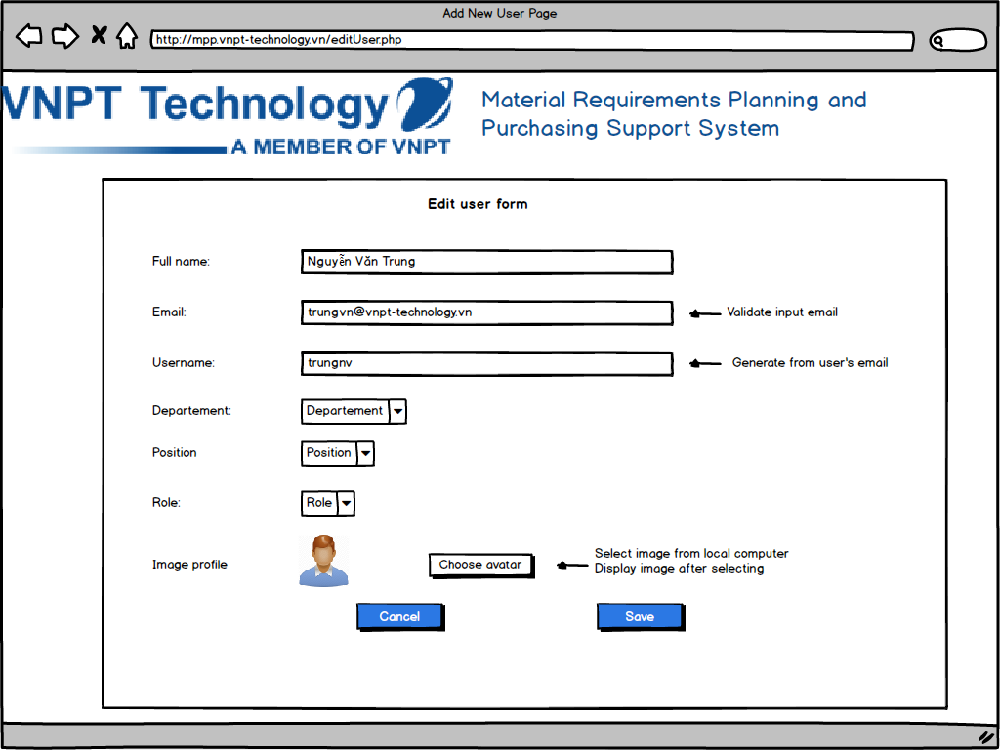 Add New User Page
http://mpp.vnpt-technology.vn/editUser.php
VNPT Technology
A MEMBER OF VNPT
Material Requirements Planning and
Purchasing Support System
Edit user form
Full name:
Nguyễn Văn Trung
Email:
trungvn@vnpt-technology.vn
Validate input email
Username:
trungnv
Generate from user's email
Departement:
Departement
Position
Position
Role:
Role
Image profile
Choose avatar
Select image from local computer
Display image after selecting
Cancel
Save